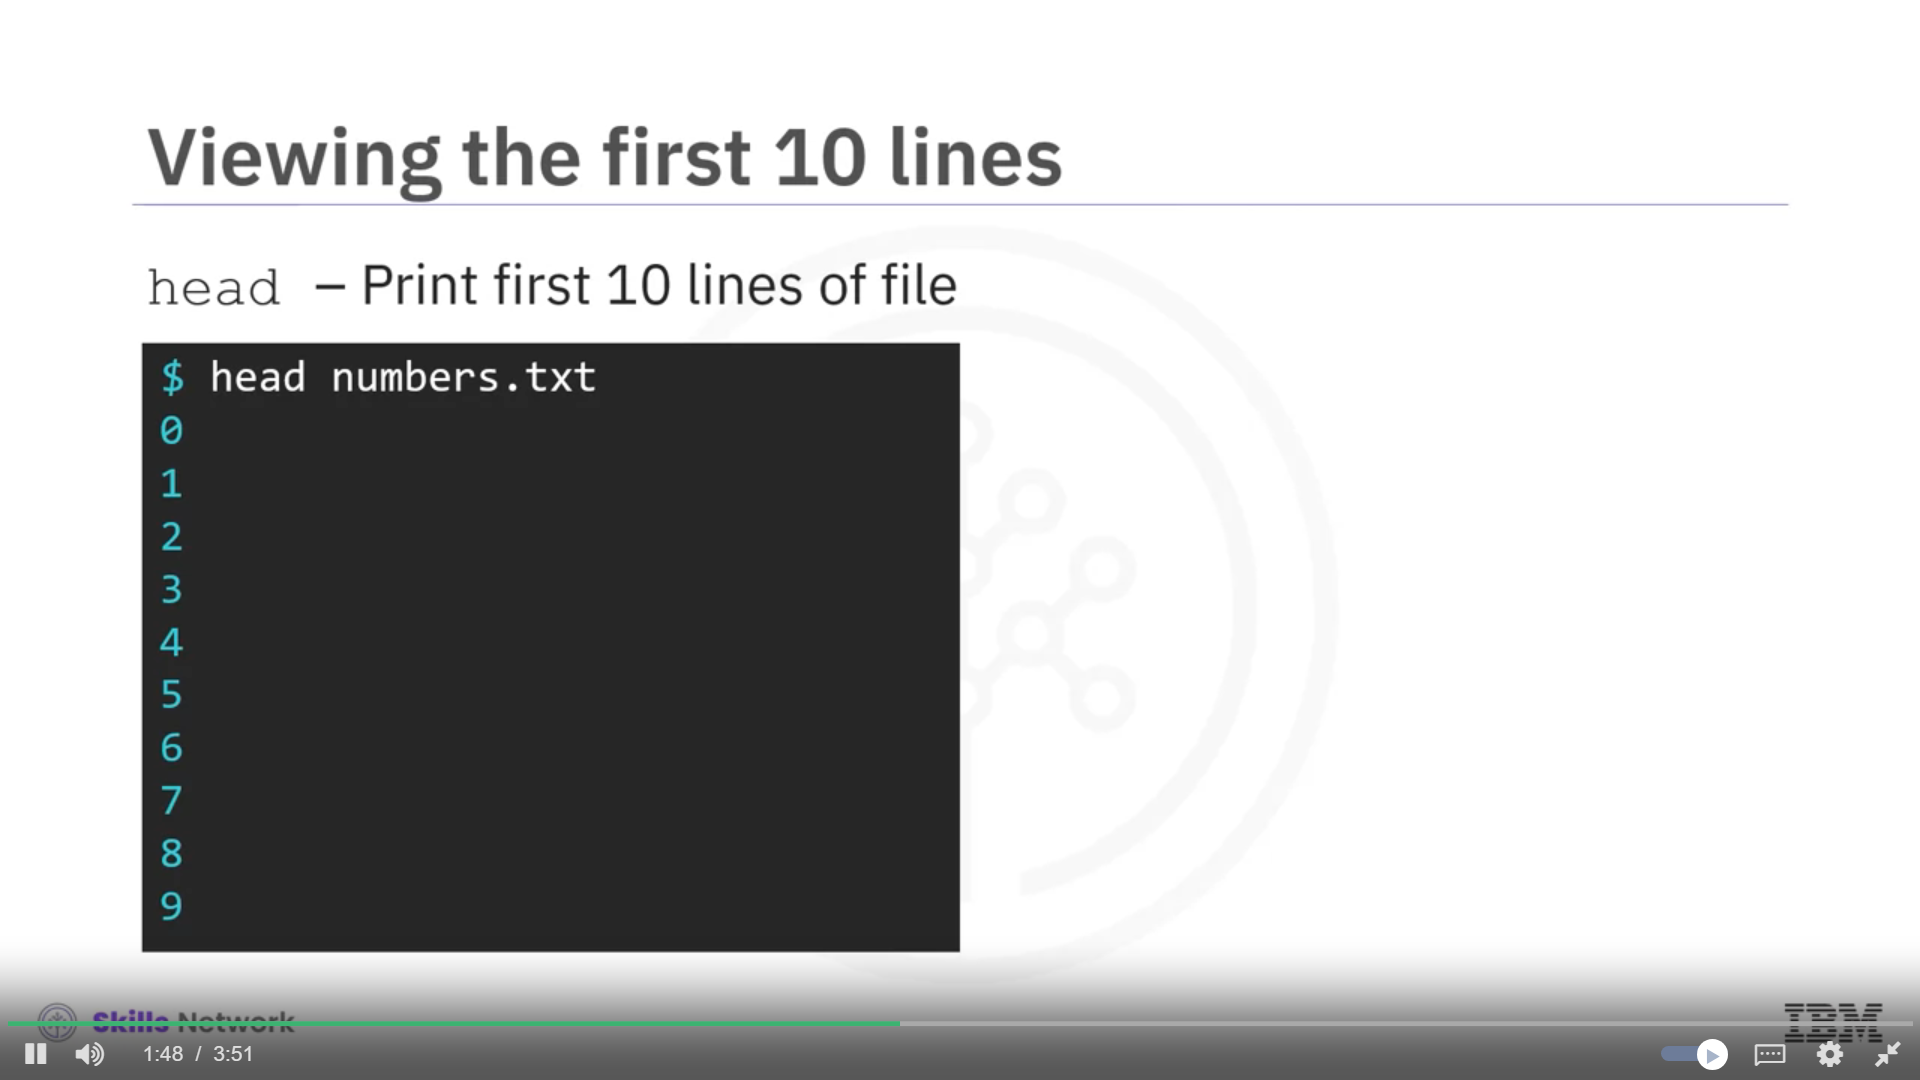 Viewing the first 10 lines
head – Print first 10 lines of file
$ head numbers.txt
0
1
2
3
4
5
6
7
8
9
Skills Network
IBM
1:48 / 3:51